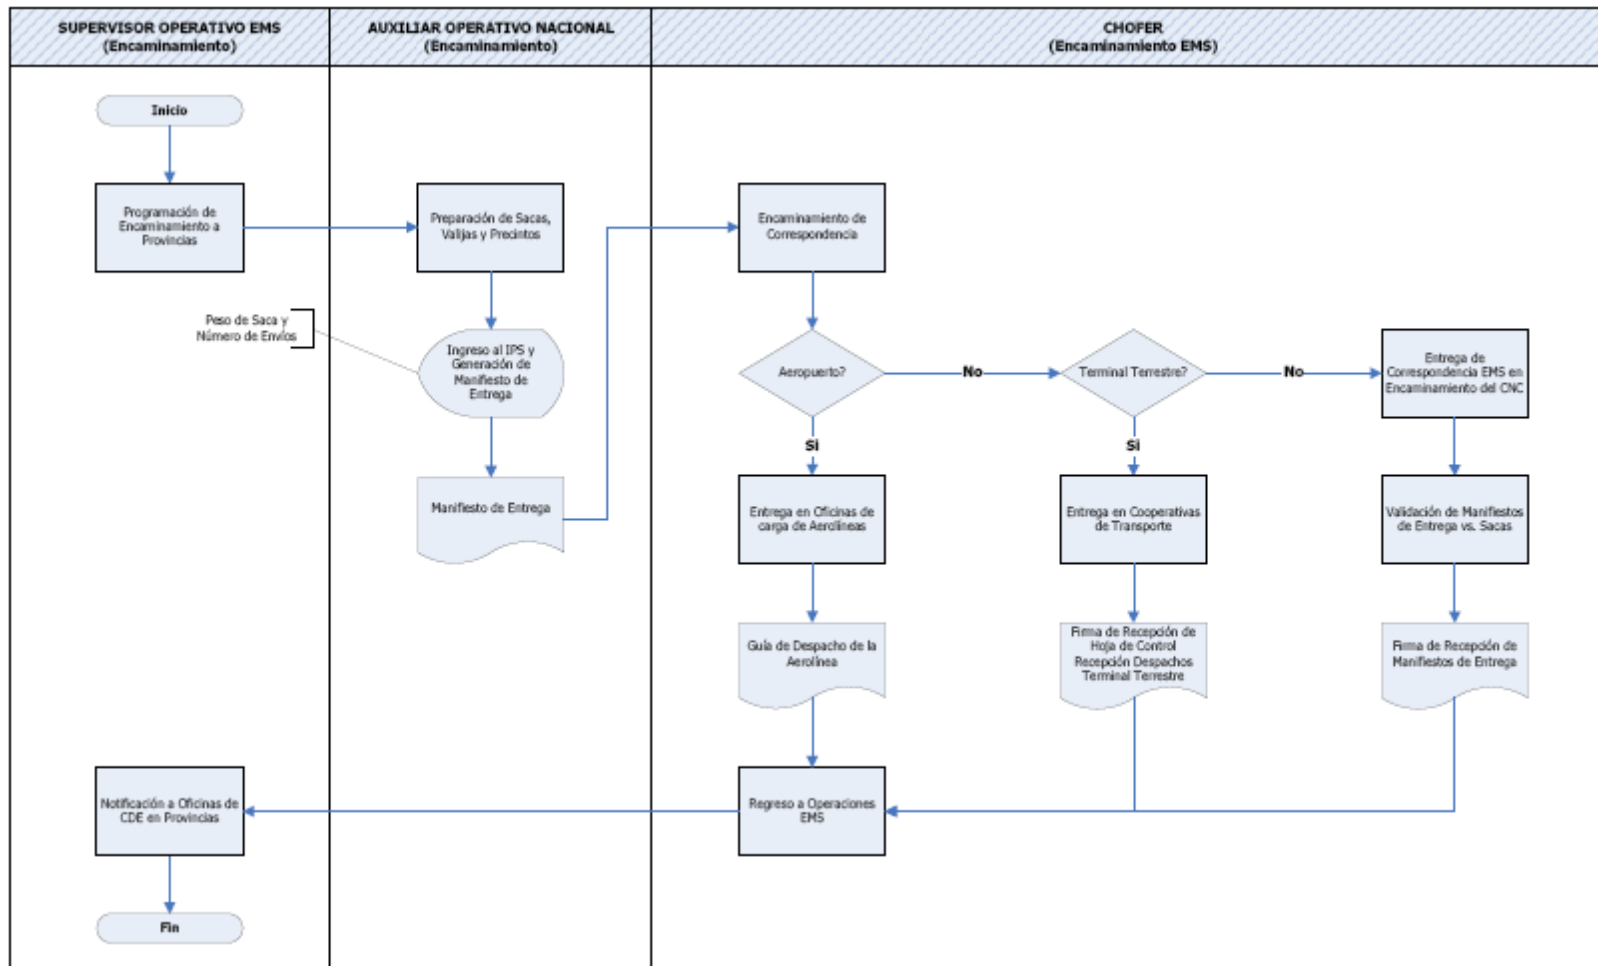 SUPERVISOR OPERATIVO EMS
(Encaminamiento)
AUXILIAR OPERATIVO NACIONAL
(Encaminamiento)
CHOFER
(Encaminamiento EMS)
Inicio
Programación de
Encaminamiento a
Provincias
Preparación de Sacas,
Valijas y Precintos
Encaminamiento de
Correspondencia
Peso de Saca y
Número de Envíos
Ingreso al IPS y
Generación de
Manifiesto de
Entrega
Aeropuerto?
No
Terminal Terrestre?
No
Entrega de
Correspondencia EMS en
Encaminamiento del CNC
Si
Si
Manifiesto de Entrega
Entrega en Oficinas de
carga de Aerolíneas
Entrega en Cooperativas
de Transporte
Validación de Manifiestos
de Entrega vs. Sacas
Guía de Despacho de la
Aerolínea
Firma de Recepción de
Hoja de Control
Recepción Despachos
Terminal Terrestre
Firma de Recepción de
Manifiestos de Entrega
Notificación a Oficinas de
CDE en Provincias
Regreso a Operaciones
EMS
Fin